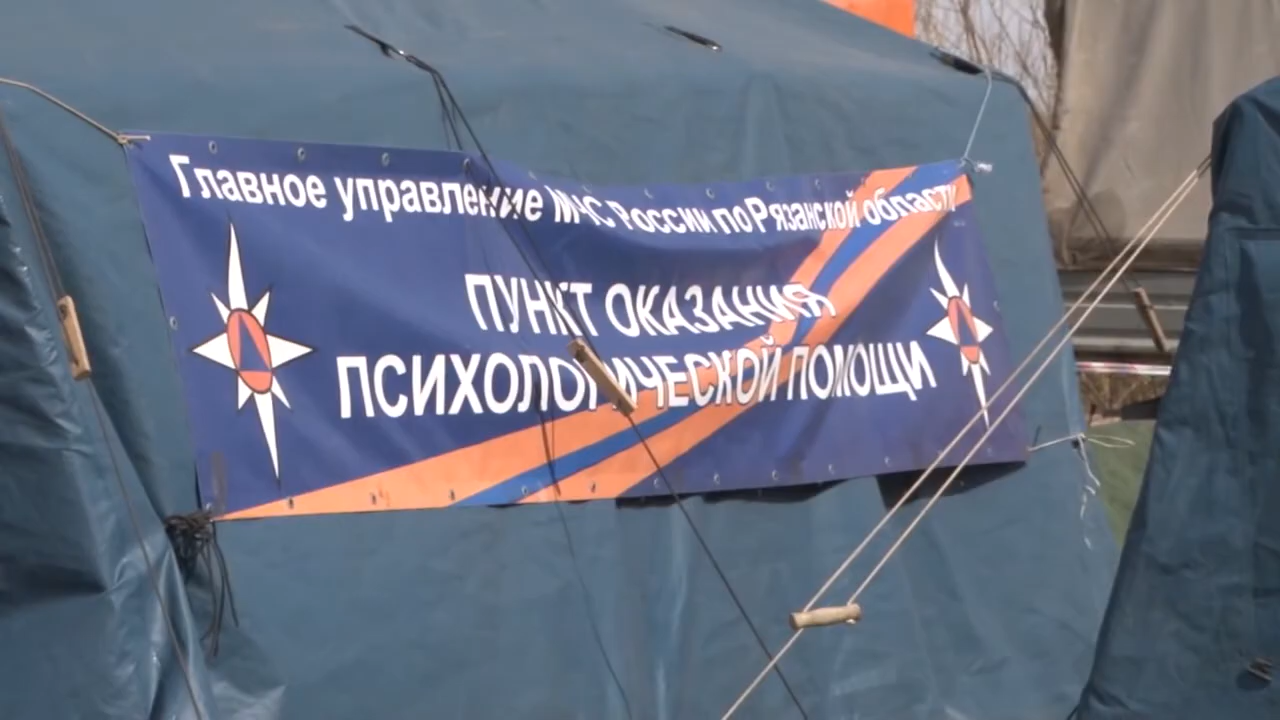 Главное управление МЧС России по Рязанской области
ПУНКТ ОКАЗАНИЯ
ПСИХОЛОГИЧЕСКОЙ ПОМОЩИ